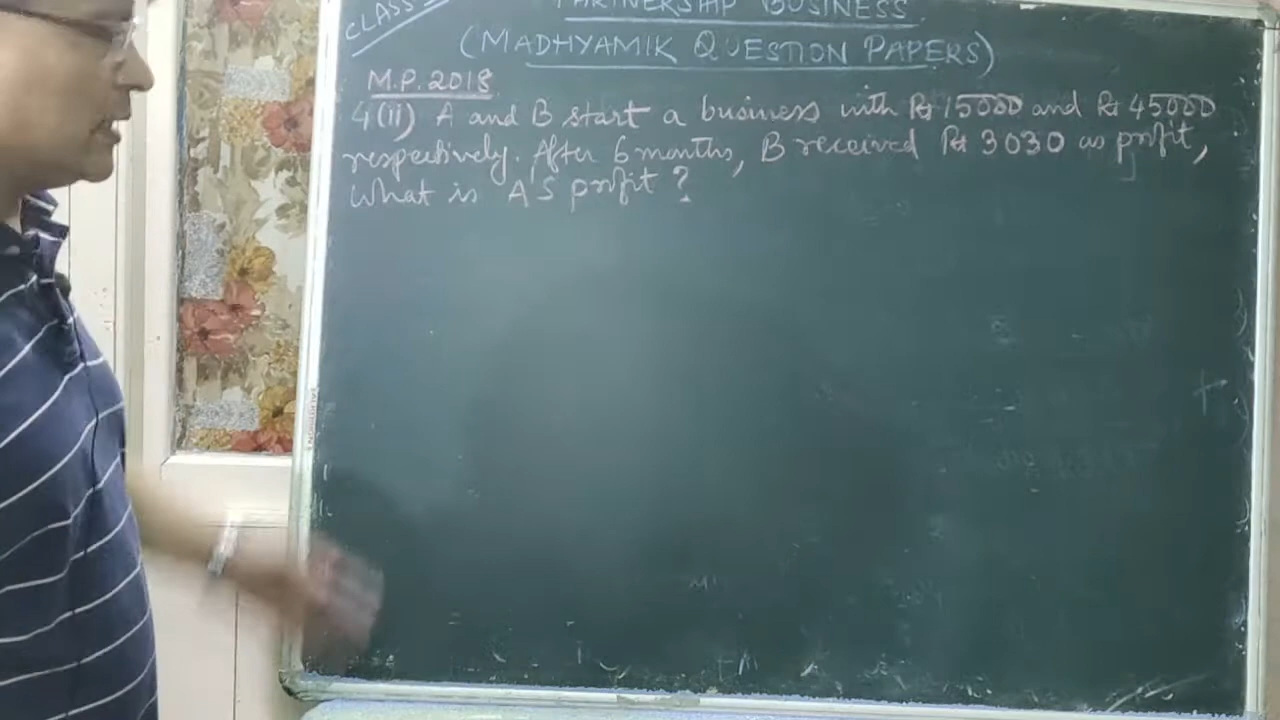 CLASS-
PARTNERSHIP BUSINESS
(MADHYAMIK QUESTION PAPERS)
M.P. 2018
4(ii) A and B start a business with Rs 15000 and Rs 45000
respectively. After 6 months, B received Rs 3030 as profit,
What is A'S profit ?